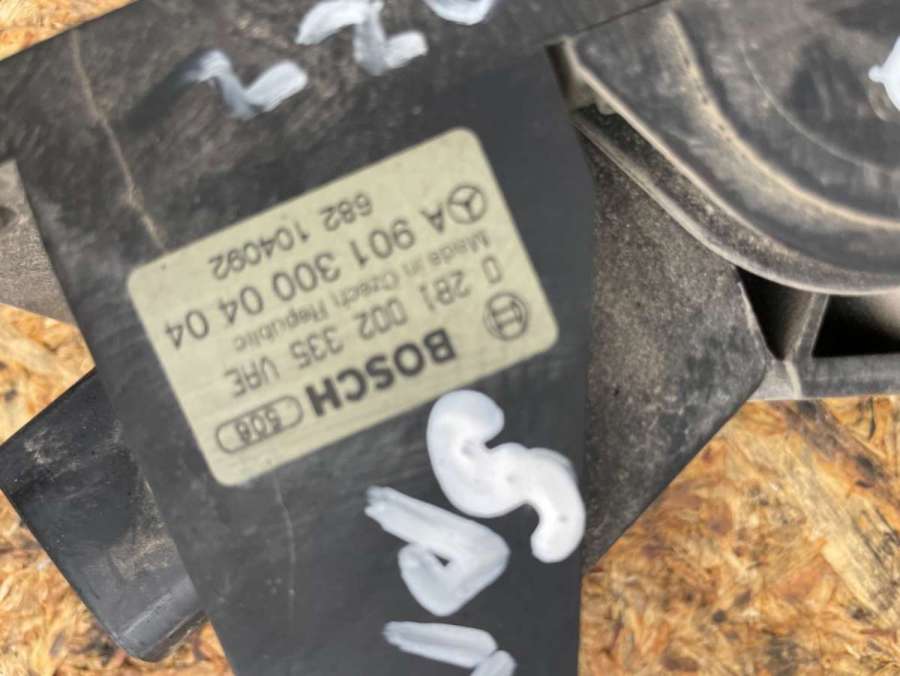 BOSCH 508
0 281 002 335 VAE
Made in Czech Republic
A 901 300 04 04
682 104092